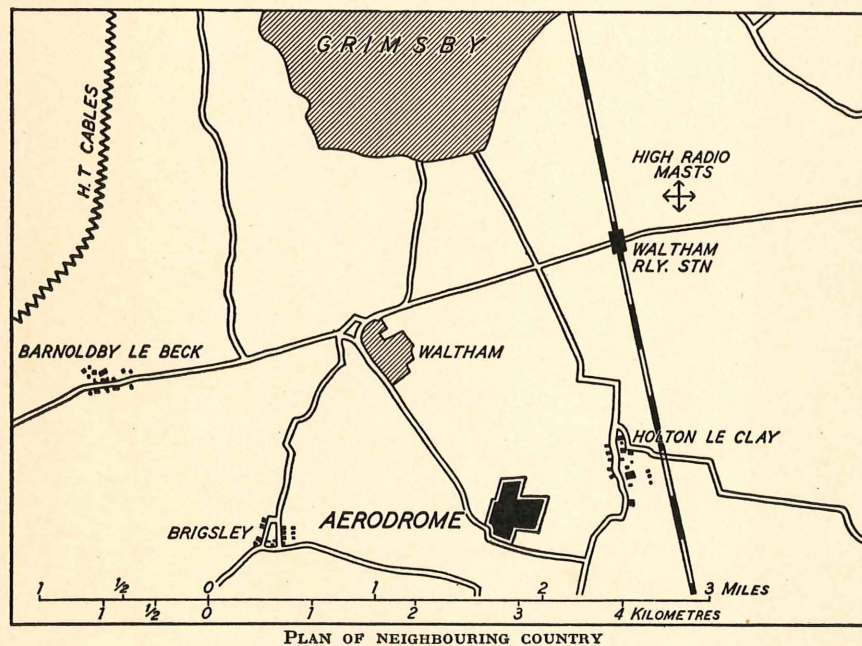 GRIMSBY
H.T CABLES
HIGH RADIO
MASTS
WALTHAM
RLY. STN
BARNOLDBY LE BECK
WALTHAM
HOLTON LE CLAY
BRIGSLEY
AERODROME
1 ½ 0 1 2 3 MILES
1 ½ 0 1 2 3 4 KILOMETRES
PLAN OF NEIGHBOURING COUNTRY